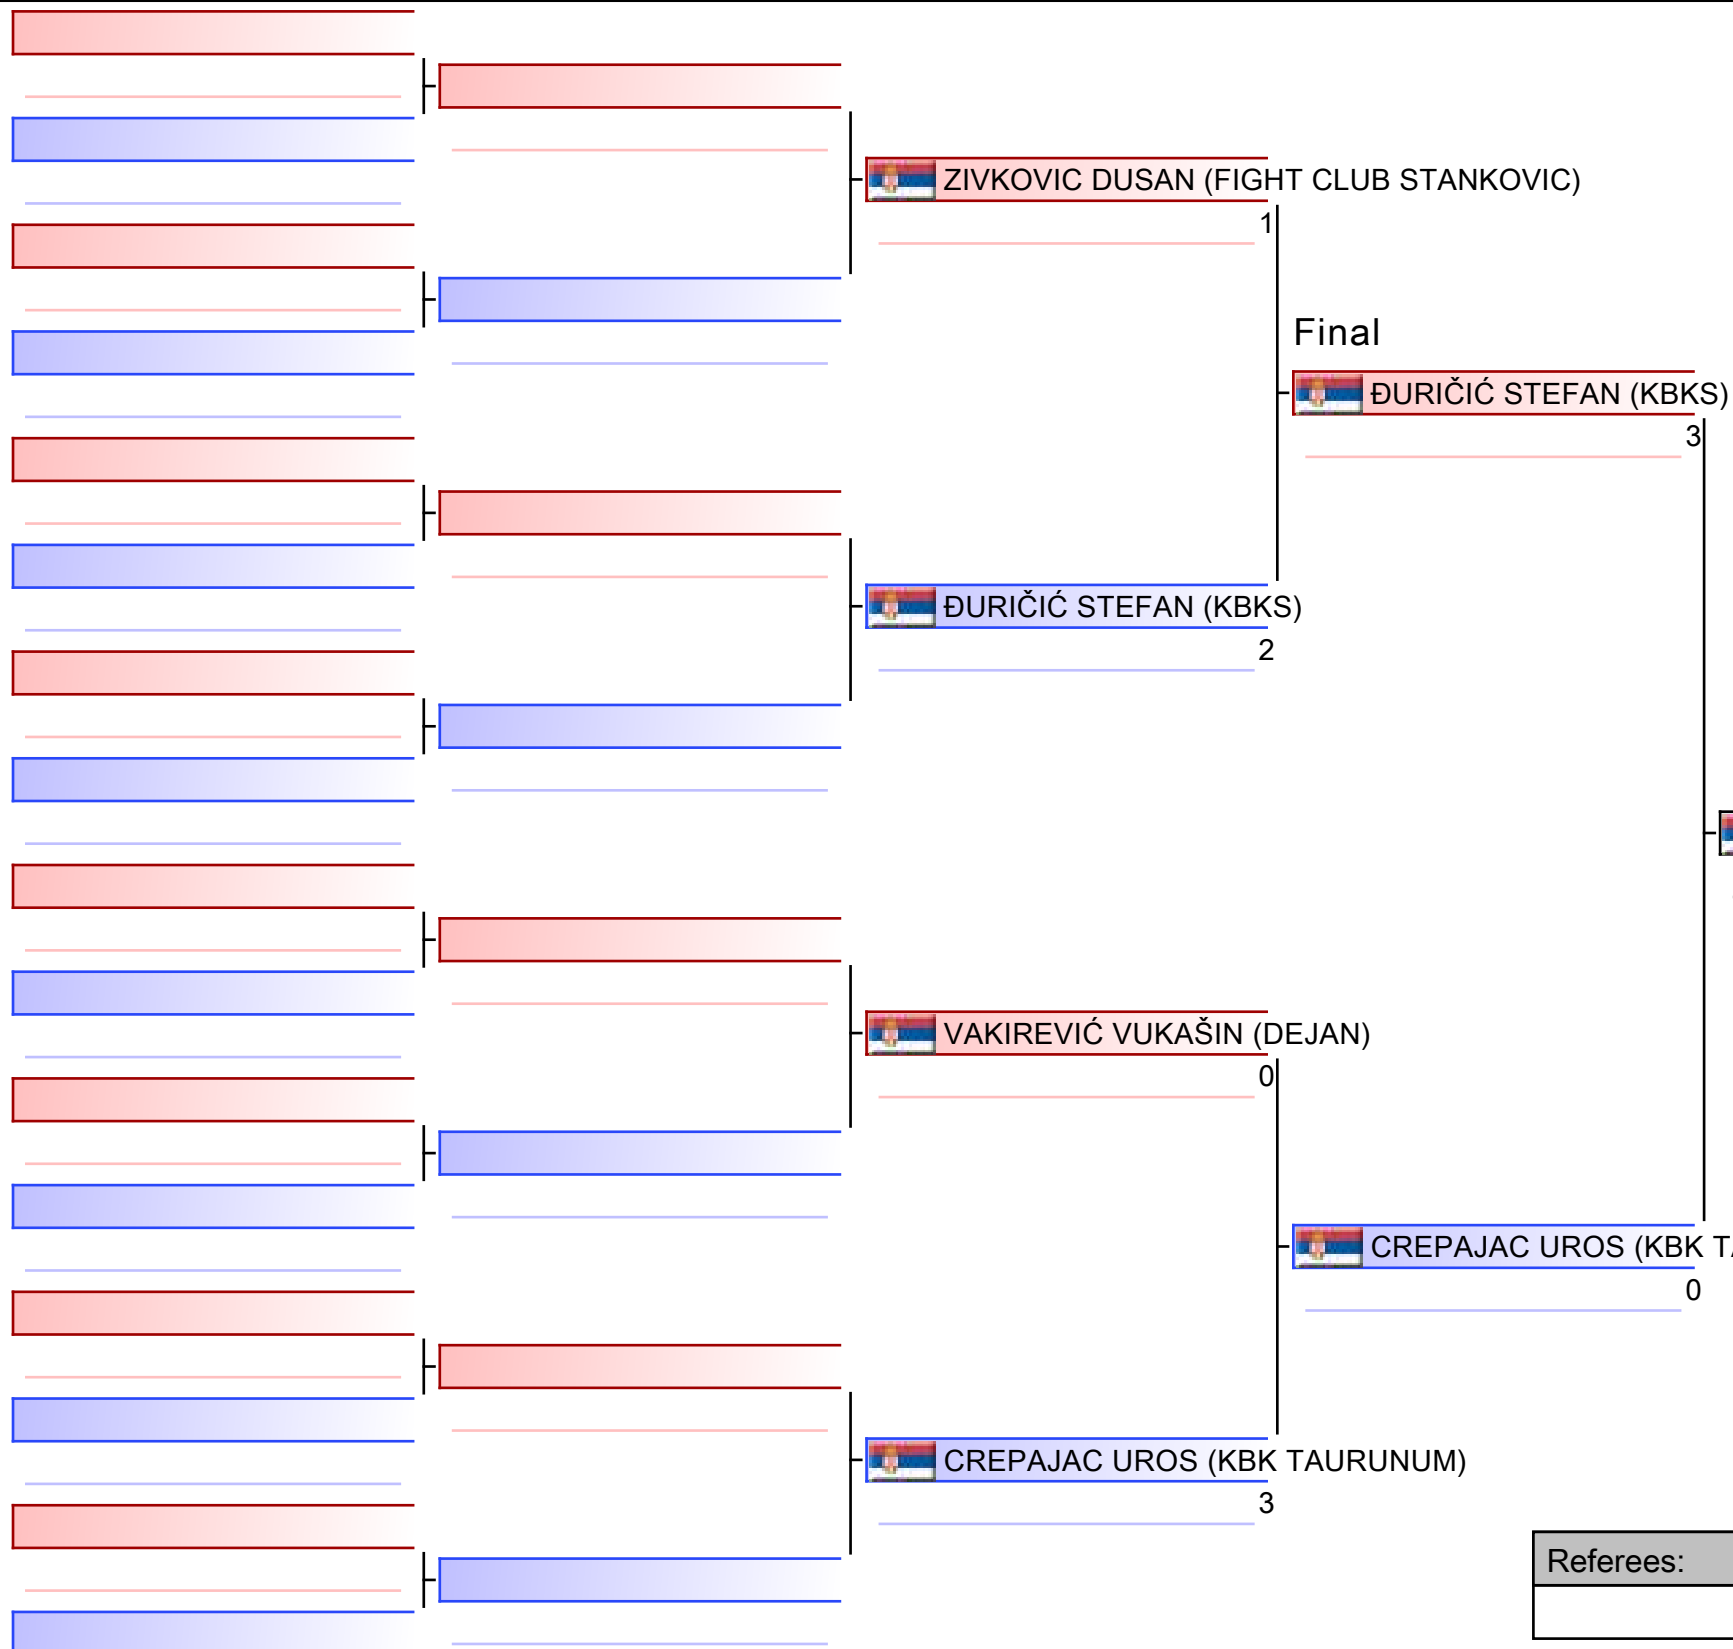 ZIVKOVIC DUSAN (FIGHT CLUB STANKOVIC)
1
Final
ĐURIČIĆ STEFAN (KBKS)
3
ĐURIČIĆ STEFAN (KBKS)
2
VAKIREVIĆ VUKAŠIN (DEJAN)
0
CREPAJAC UROS (KBK TA
0
CREPAJAC UROS (KBK TAURUNUM)
3
Referees: